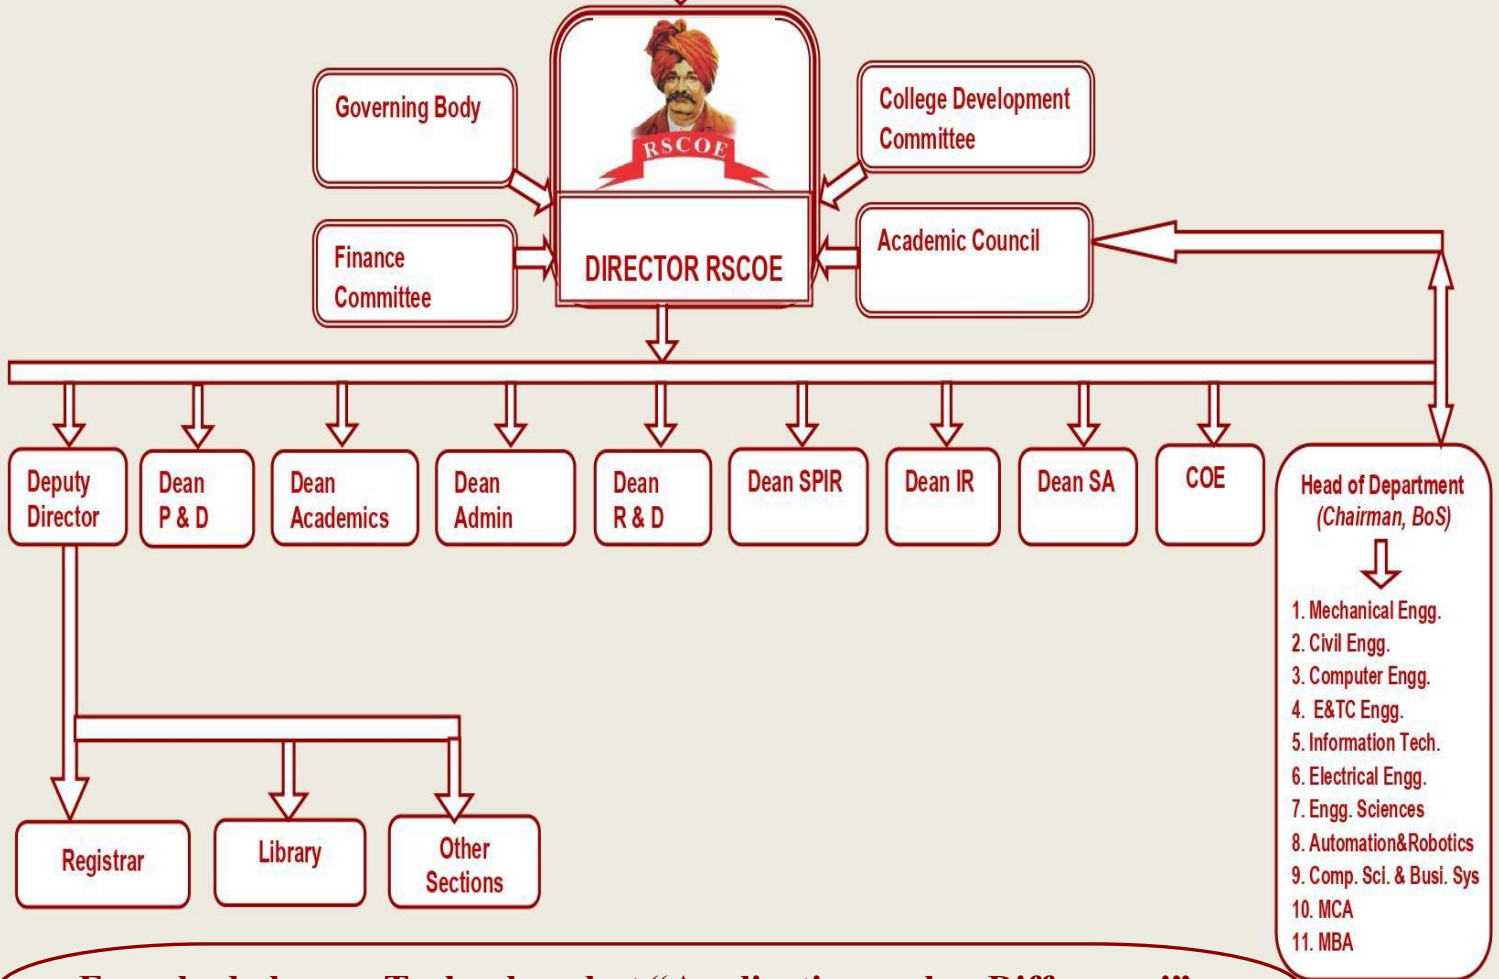 RSCOE
Governing Body
College Development
Committee
Finance
Committee
DIRECTOR RSCOE
Academic Council
Deputy
Director
Dean
P & D
Dean
Academics
Dean
Admin
Dean
R & D
Dean SPIR
Dean IR
Dean SA
COE
Head of Department
(Chairman, BoS)
1. Mechanical Engg.
2. Civil Engg.
3. Computer Engg.
4. E&TC Engg.
5. Information Tech.
6. Electrical Engg.
7. Engg. Sciences
8. Automation&Robotics
9. Comp. Sci. & Busi. Sys
10. MCA
11. MBA
Registrar
Library
Other
Sections